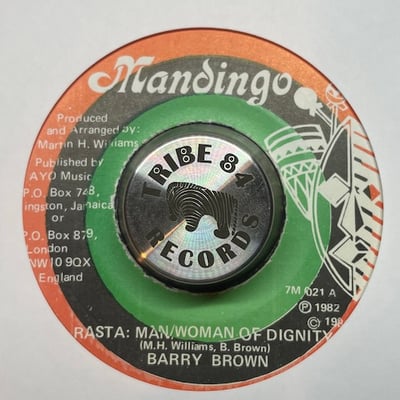 Mandingo
Produced
and Arranged by:
Martin H. Williams
Published by
AYO Music
P.O. Box 748,
ingston, Jamaica
or
P.O. Box 879,
London
NW10 9QX
England
TRIBE 84
RECORDS
7M 021 A
Ⓟ 1982
© 198
RASTA: MAN/WOMAN OF DIGNITY
(M.H. Williams, B. Brown)
BARRY BROWN